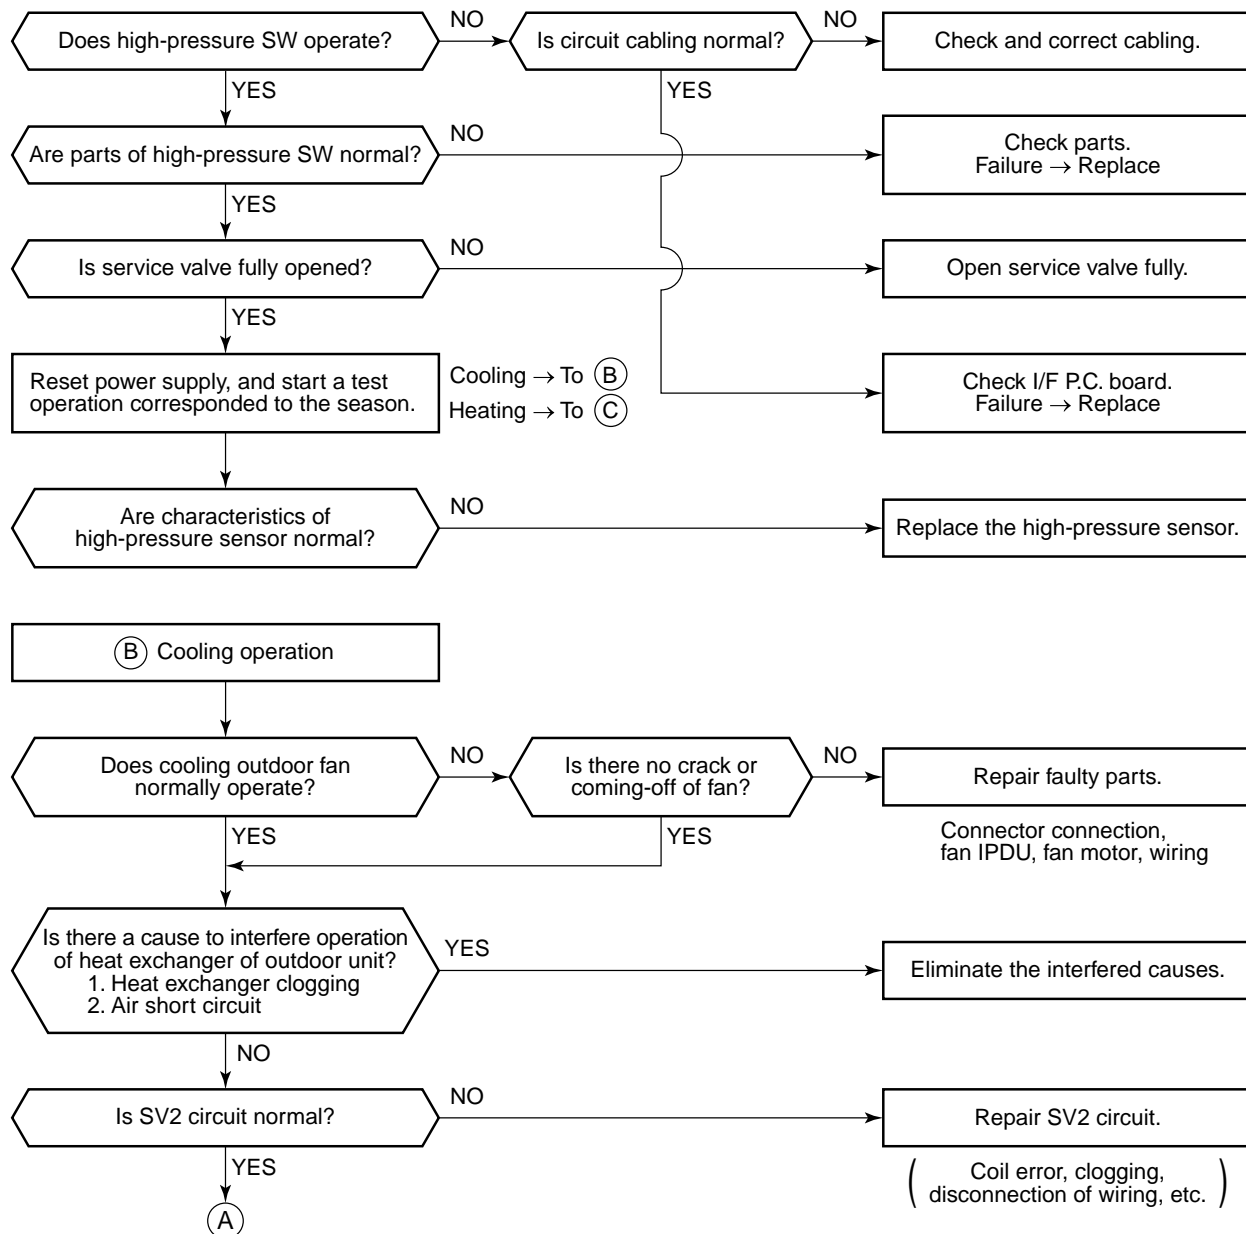 Does high-pressure SW operate?
NO
Is circuit cabling normal?
NO
Check and correct cabling.
YES
YES
Are parts of high-pressure SW normal?
NO
Check parts.
Failure → Replace
YES
Is service valve fully opened?
NO
Open service valve fully.
YES
Reset power supply, and start a test
operation corresponded to the season.
Cooling → To B
Heating → To C
Check I/F P.C. board.
Failure → Replace
Are characteristics of
high-pressure sensor normal?
NO
Replace the high-pressure sensor.
B Cooling operation
Does cooling outdoor fan
normally operate?
NO
Is there no crack or
coming-off of fan?
NO
Repair faulty parts.
Connector connection,
fan IPDU, fan motor, wiring
YES
YES
Is there a cause to interfere operation
of heat exchanger of outdoor unit?
1. Heat exchanger clogging
2. Air short circuit
YES
Eliminate the interfered causes.
NO
Is SV2 circuit normal?
NO
Repair SV2 circuit.
(Coil error, clogging,
disconnection of wiring, etc.)
YES
A